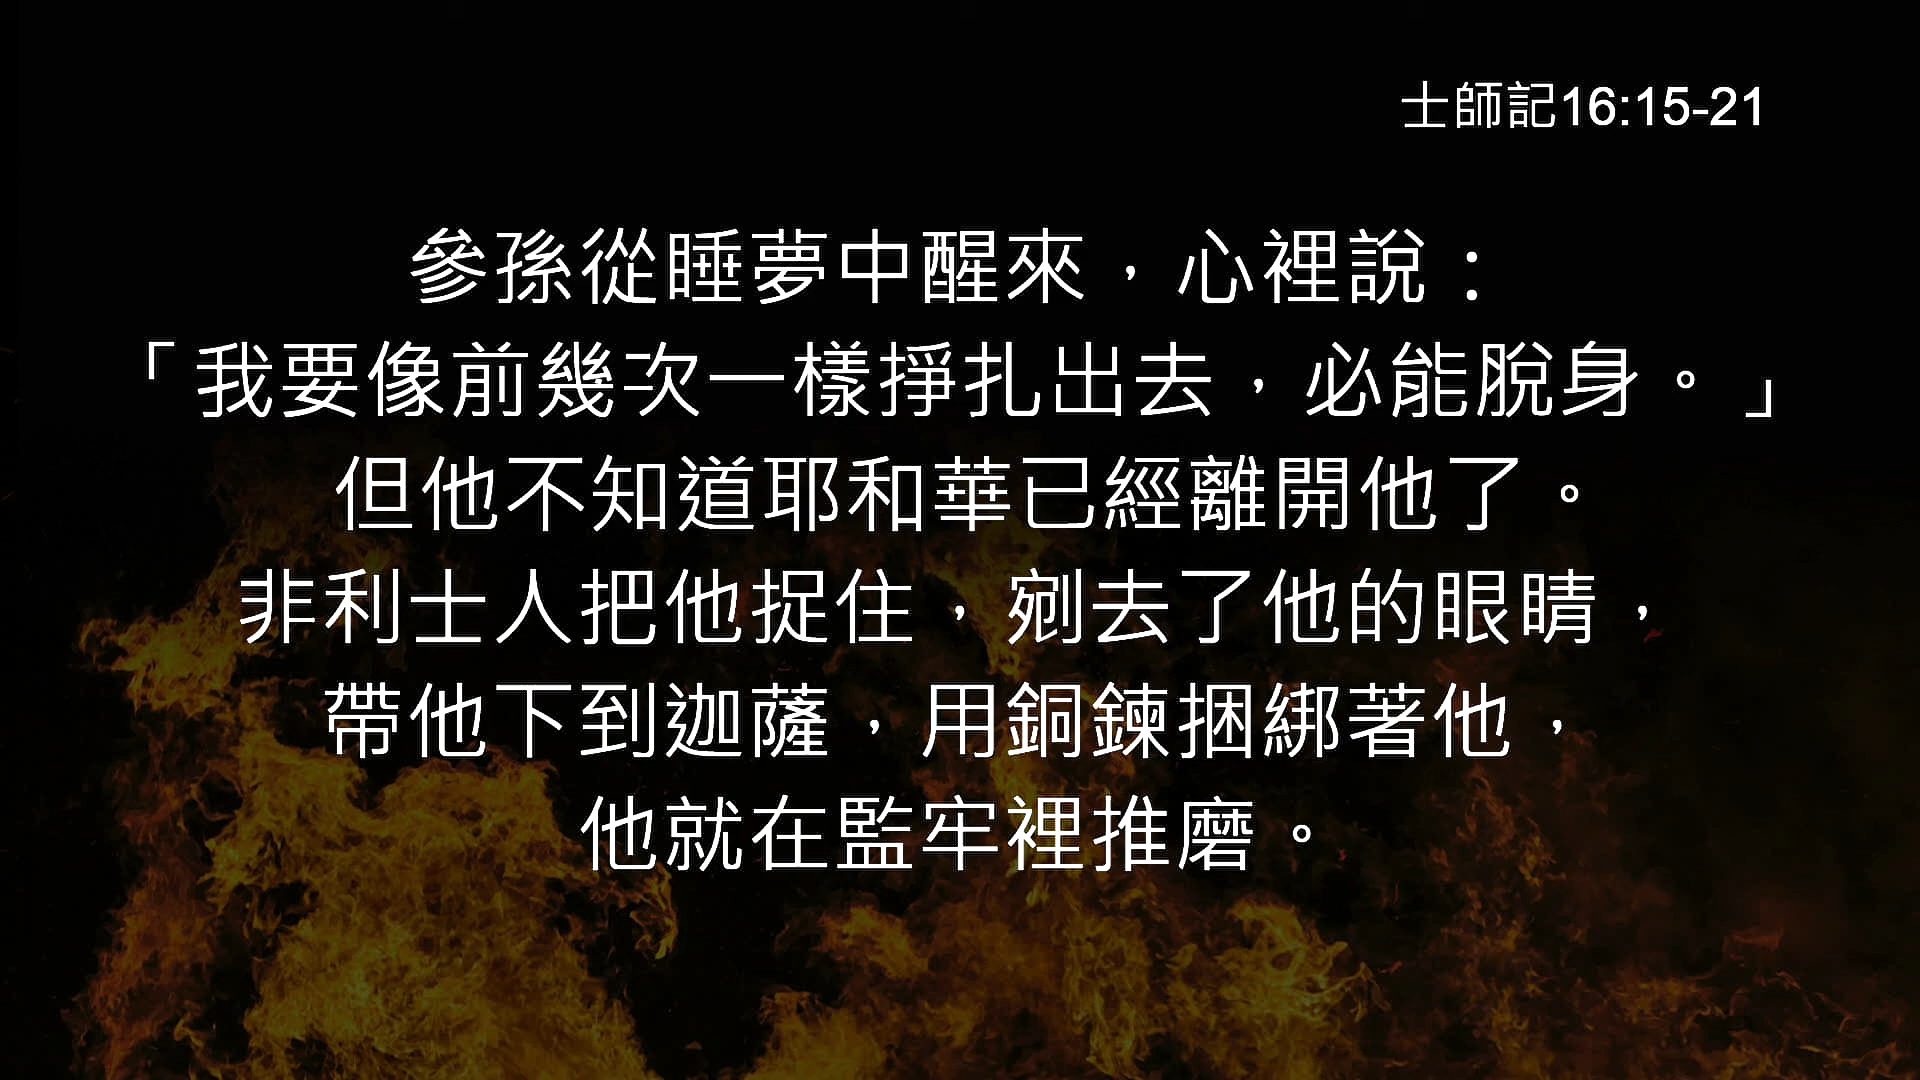 士師記16:15-21
參孫從睡夢中醒來，心裡說：
「我要像前幾次一樣掙扎出去，必能脫身。」
但他不知道耶和華已經離開他了。
非利士人把他捉住，剜去了他的眼睛，
帶他下到迦薩，用銅鍊捆綁著他，
他就在監牢裡推磨。